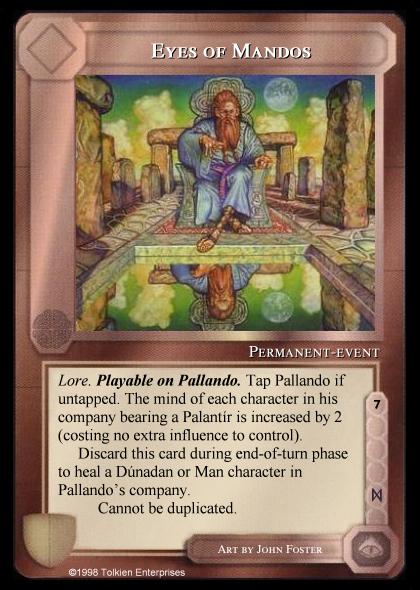 Eyes of Mandos
Permanent-event
Lore. Playable on Pallando. Tap Pallando if
untapped. The mind of each character in his
company bearing a Palantír is increased by 2
(costing no extra influence to control).
Discard this card during end-of-turn phase
to heal a Dúnadan or Man character in
Pallando's company.
Cannot be duplicated.
7
Art by John Foster
©1998 Tolkien Enterprises